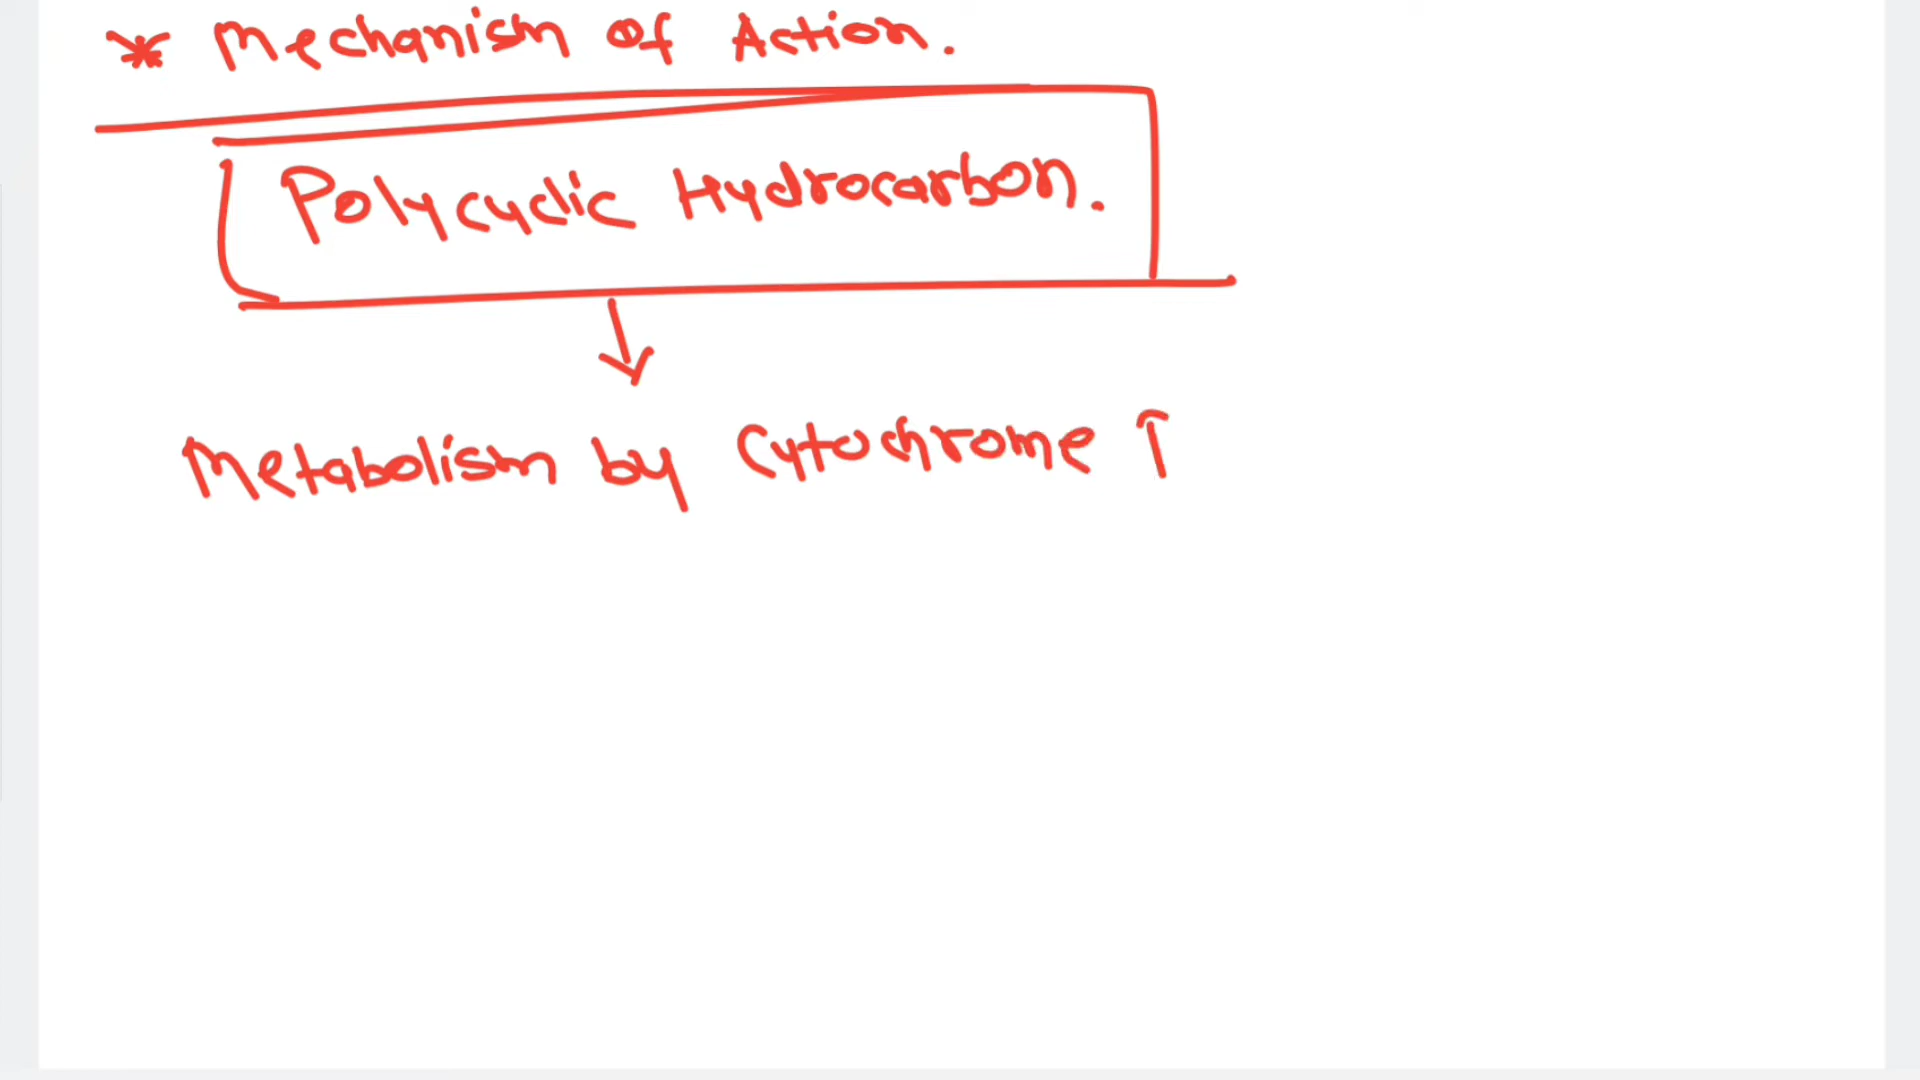 * Mechanism of Action.
Polycyclic Hydrocarbon.
↓
Metabolism by Cytochrome